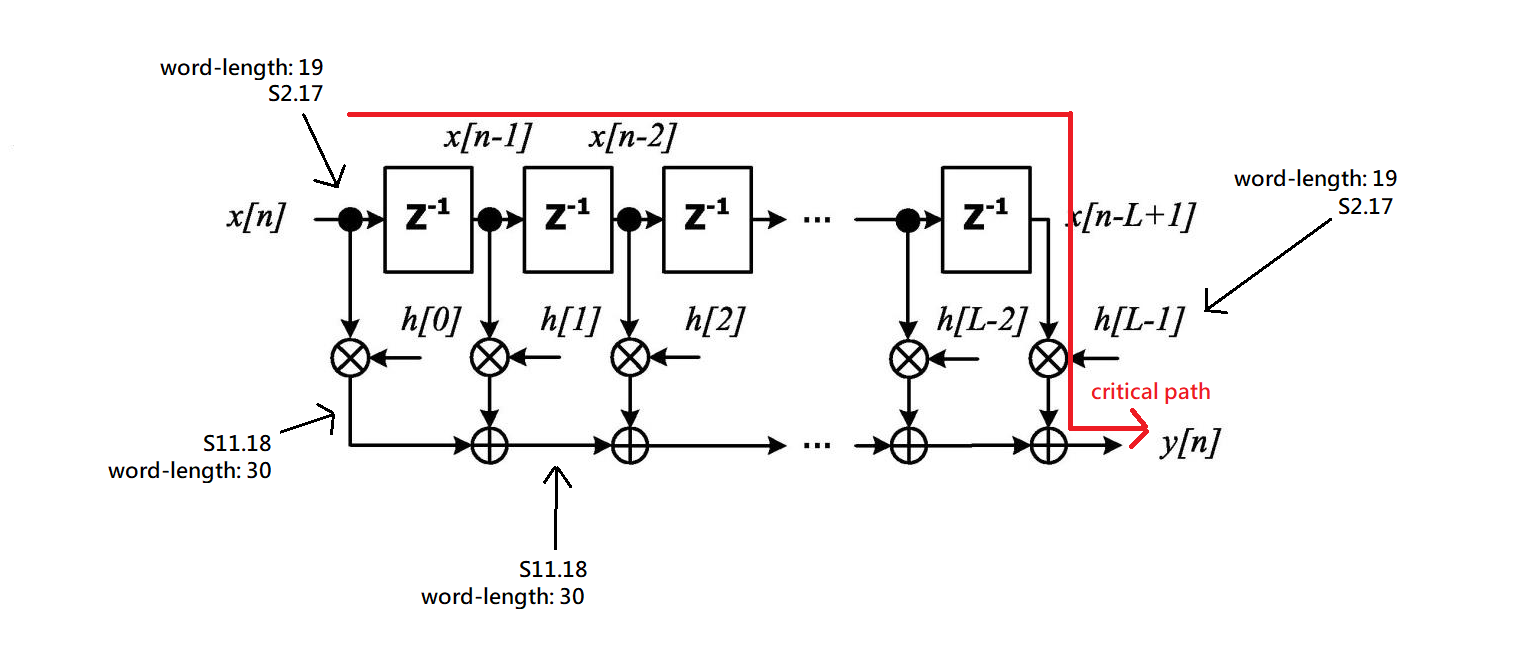 word-length: 19
S2.17
x[n-1] x[n-2]
word-length: 19
S2.17
x[n] z-1 z-1 z-1 ... z-1 x[n-L+1]
h[0] h[1] h[2] h[L-2] h[L-1]
critical path
S11.18
word-length: 30
... y[n]
S11.18
word-length: 30